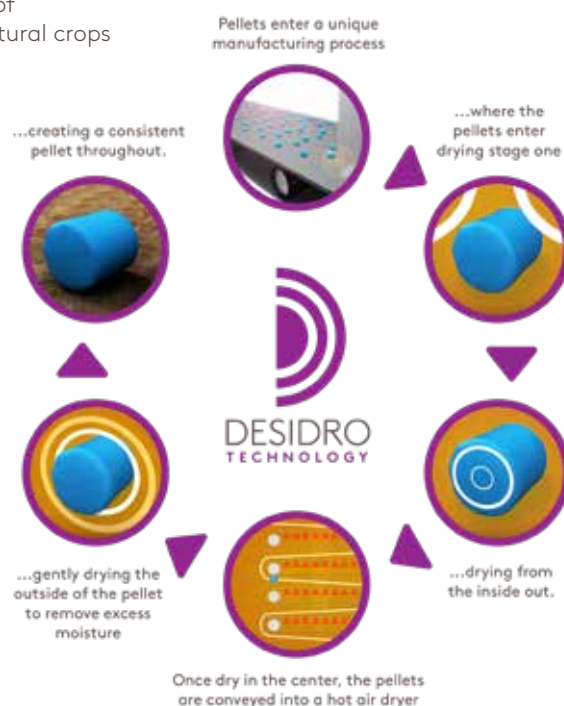 of
tural crops
Pellets enter a unique
manufacturing process
...where the
pellets enter
drying stage one
...drying from
the inside out.
Once dry in the center, the pellets
are conveyed into a hot air dryer
...gently drying the
outside of the pellet
to remove excess
moisture
...creating a consistent
pellet throughout.
DESIDRO
TECHNOLOGY